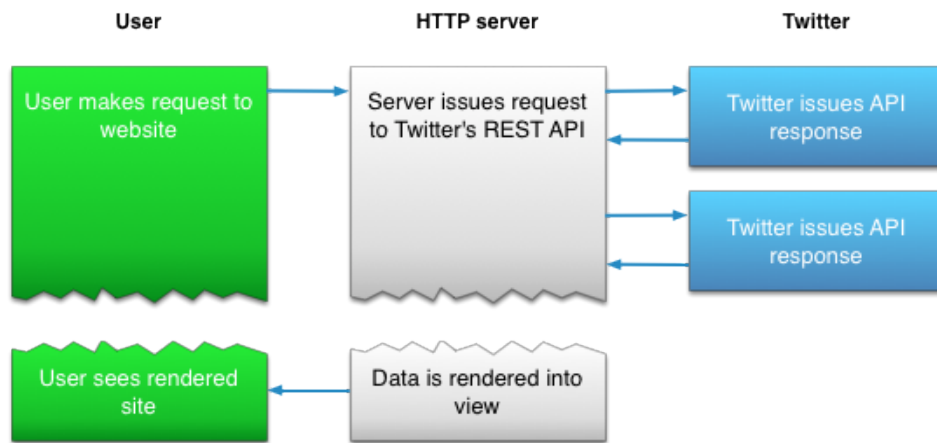 User
HTTP server
Twitter
User makes request to
website
Server issues request
to Twitter's REST API
Twitter issues API
response
Twitter issues API
response
User sees rendered
site
Data is rendered into
view